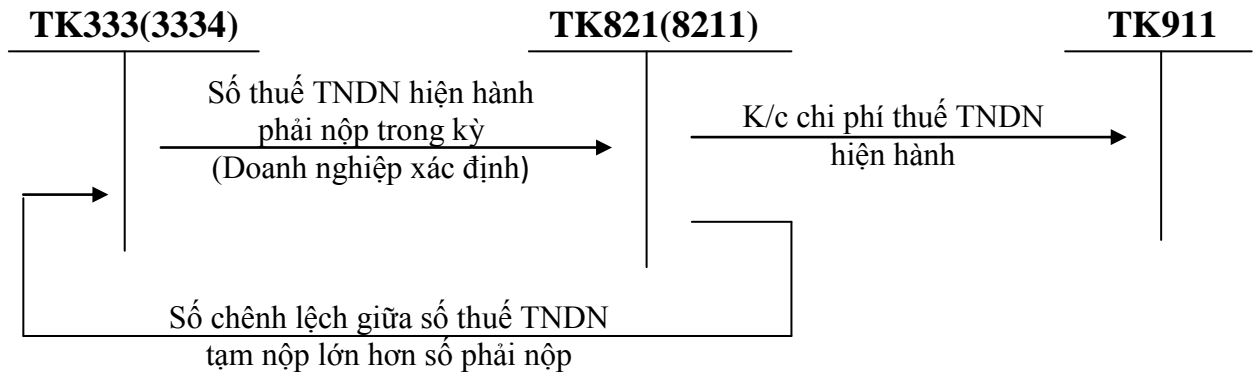 TK333(3334)
TK821(8211)
TK911
Số thuế TNDN hiện hành
phải nộp trong kỳ
(Doanh nghiệp xác định)
K/c chi phí thuế TNDN
hiện hành
Số chênh lệch giữa số thuế TNDN
tạm nộp lớn hơn số phải nộp